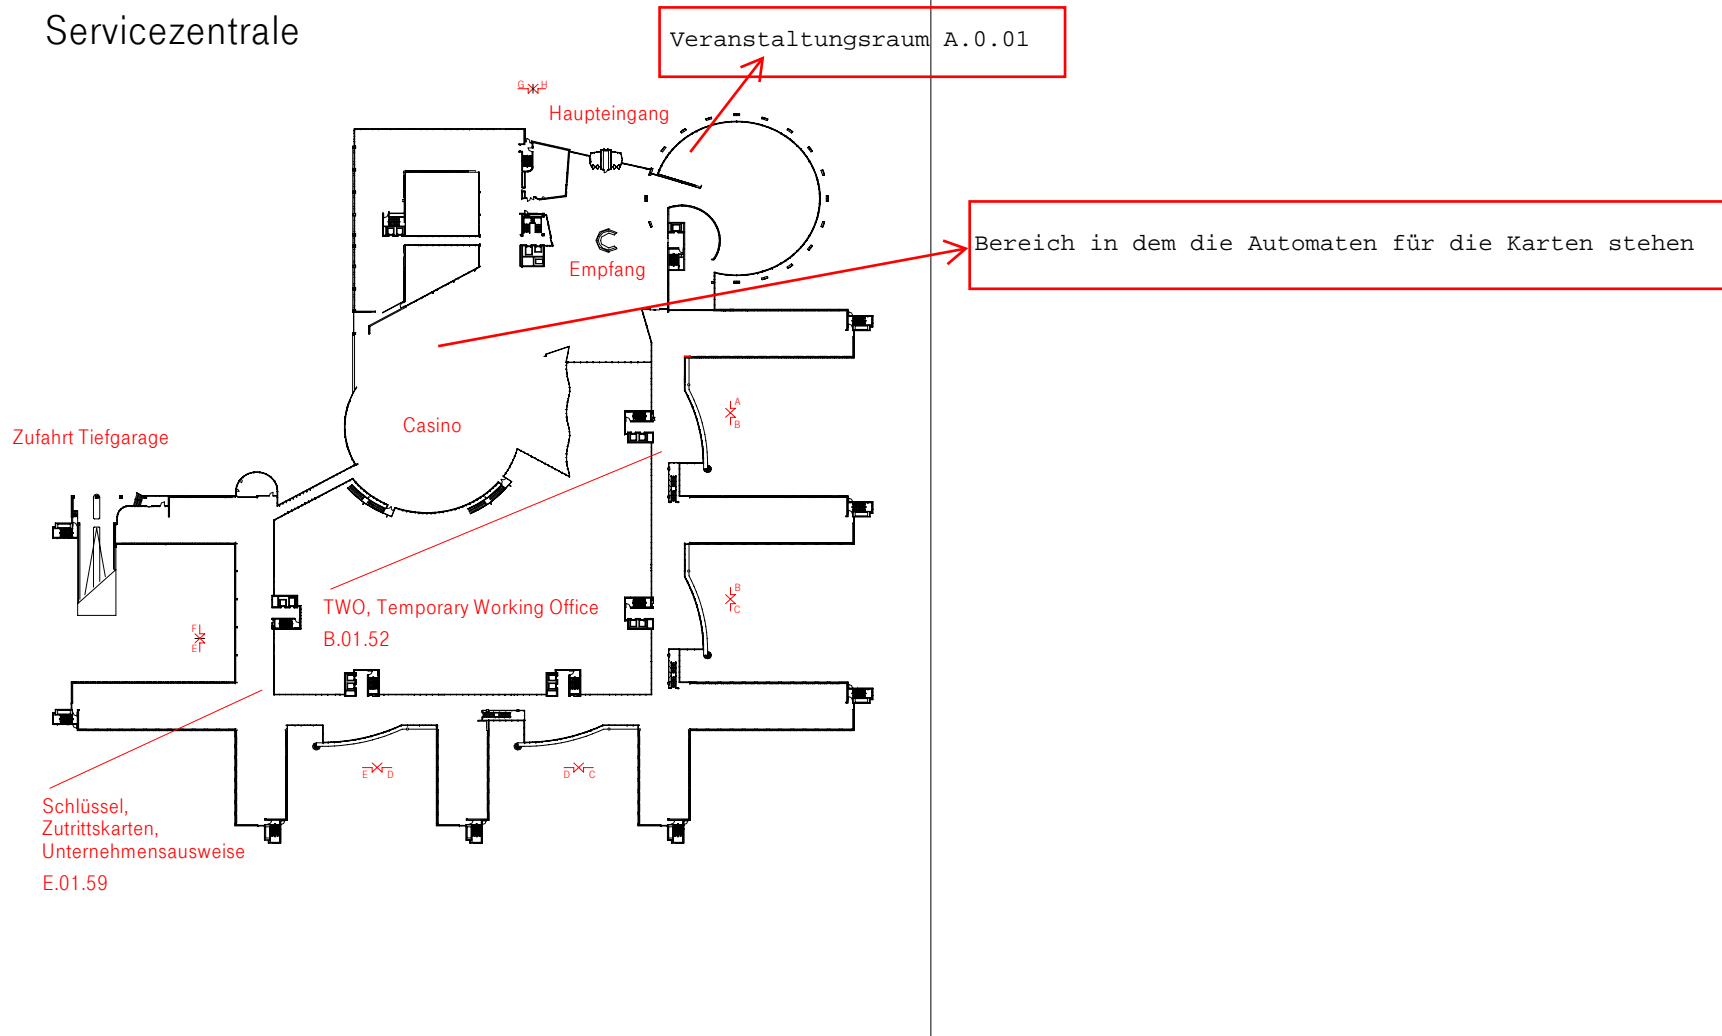 Servicezentrale
Veranstaltungsraum A.0.01
G H
Haupteingang
Bereich in dem die Automaten für die Karten stehen
Empfang
A
B
Casino
Zufahrt Tiefgarage
B
C
TWO, Temporary Working Office
B.01.52
F
E
E D
D C
Schlüssel,
Zutrittskarten,
Unternehmensausweise
E.01.59